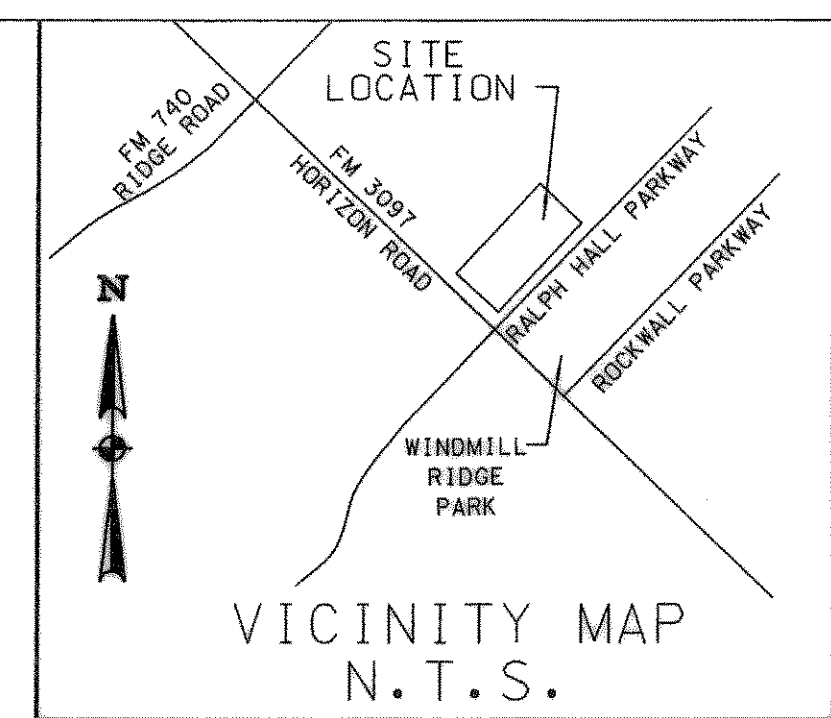 SITE
LOCATION
FM 740
RIDGE ROAD
FM 3097
HORIZON ROAD
RALPH HALL PARKWAY
ROCKWALL PARKWAY
N
WINDMILL
RIDGE
PARK
VICINITY MAP
N.T.S.